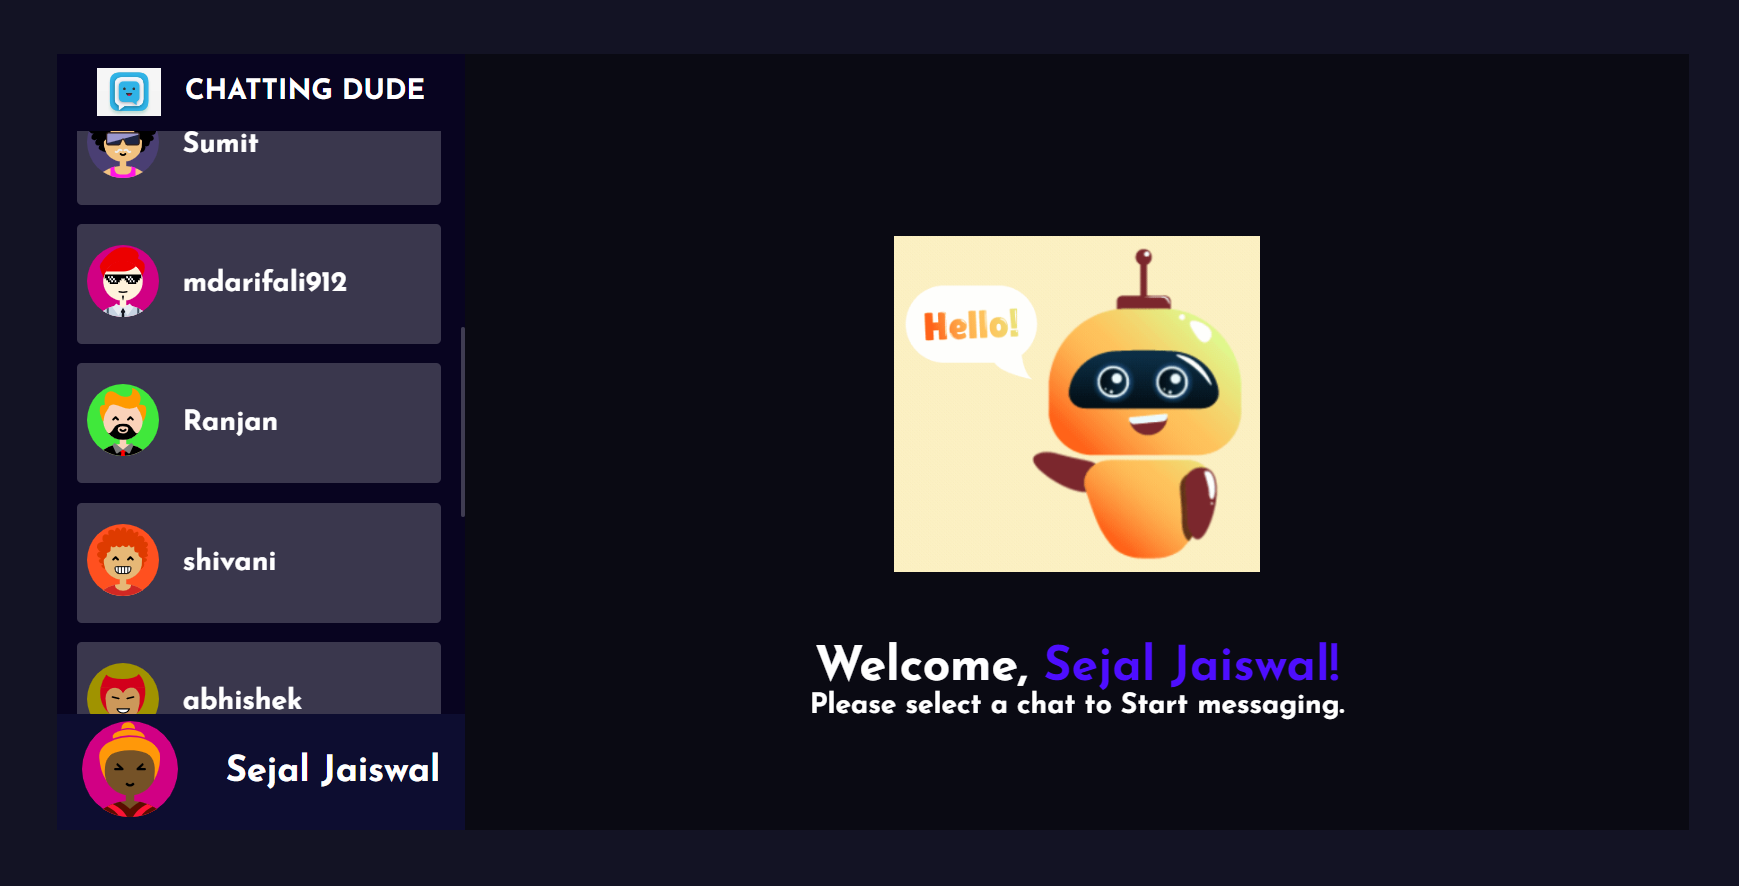 CHATTING DUDE
Sumit
mdarifali912
Ranjan
shivani
abhishek
Sejal Jaiswal
Hello!
Welcome, Sejal Jaiswal!
Please select a chat to Start messaging.